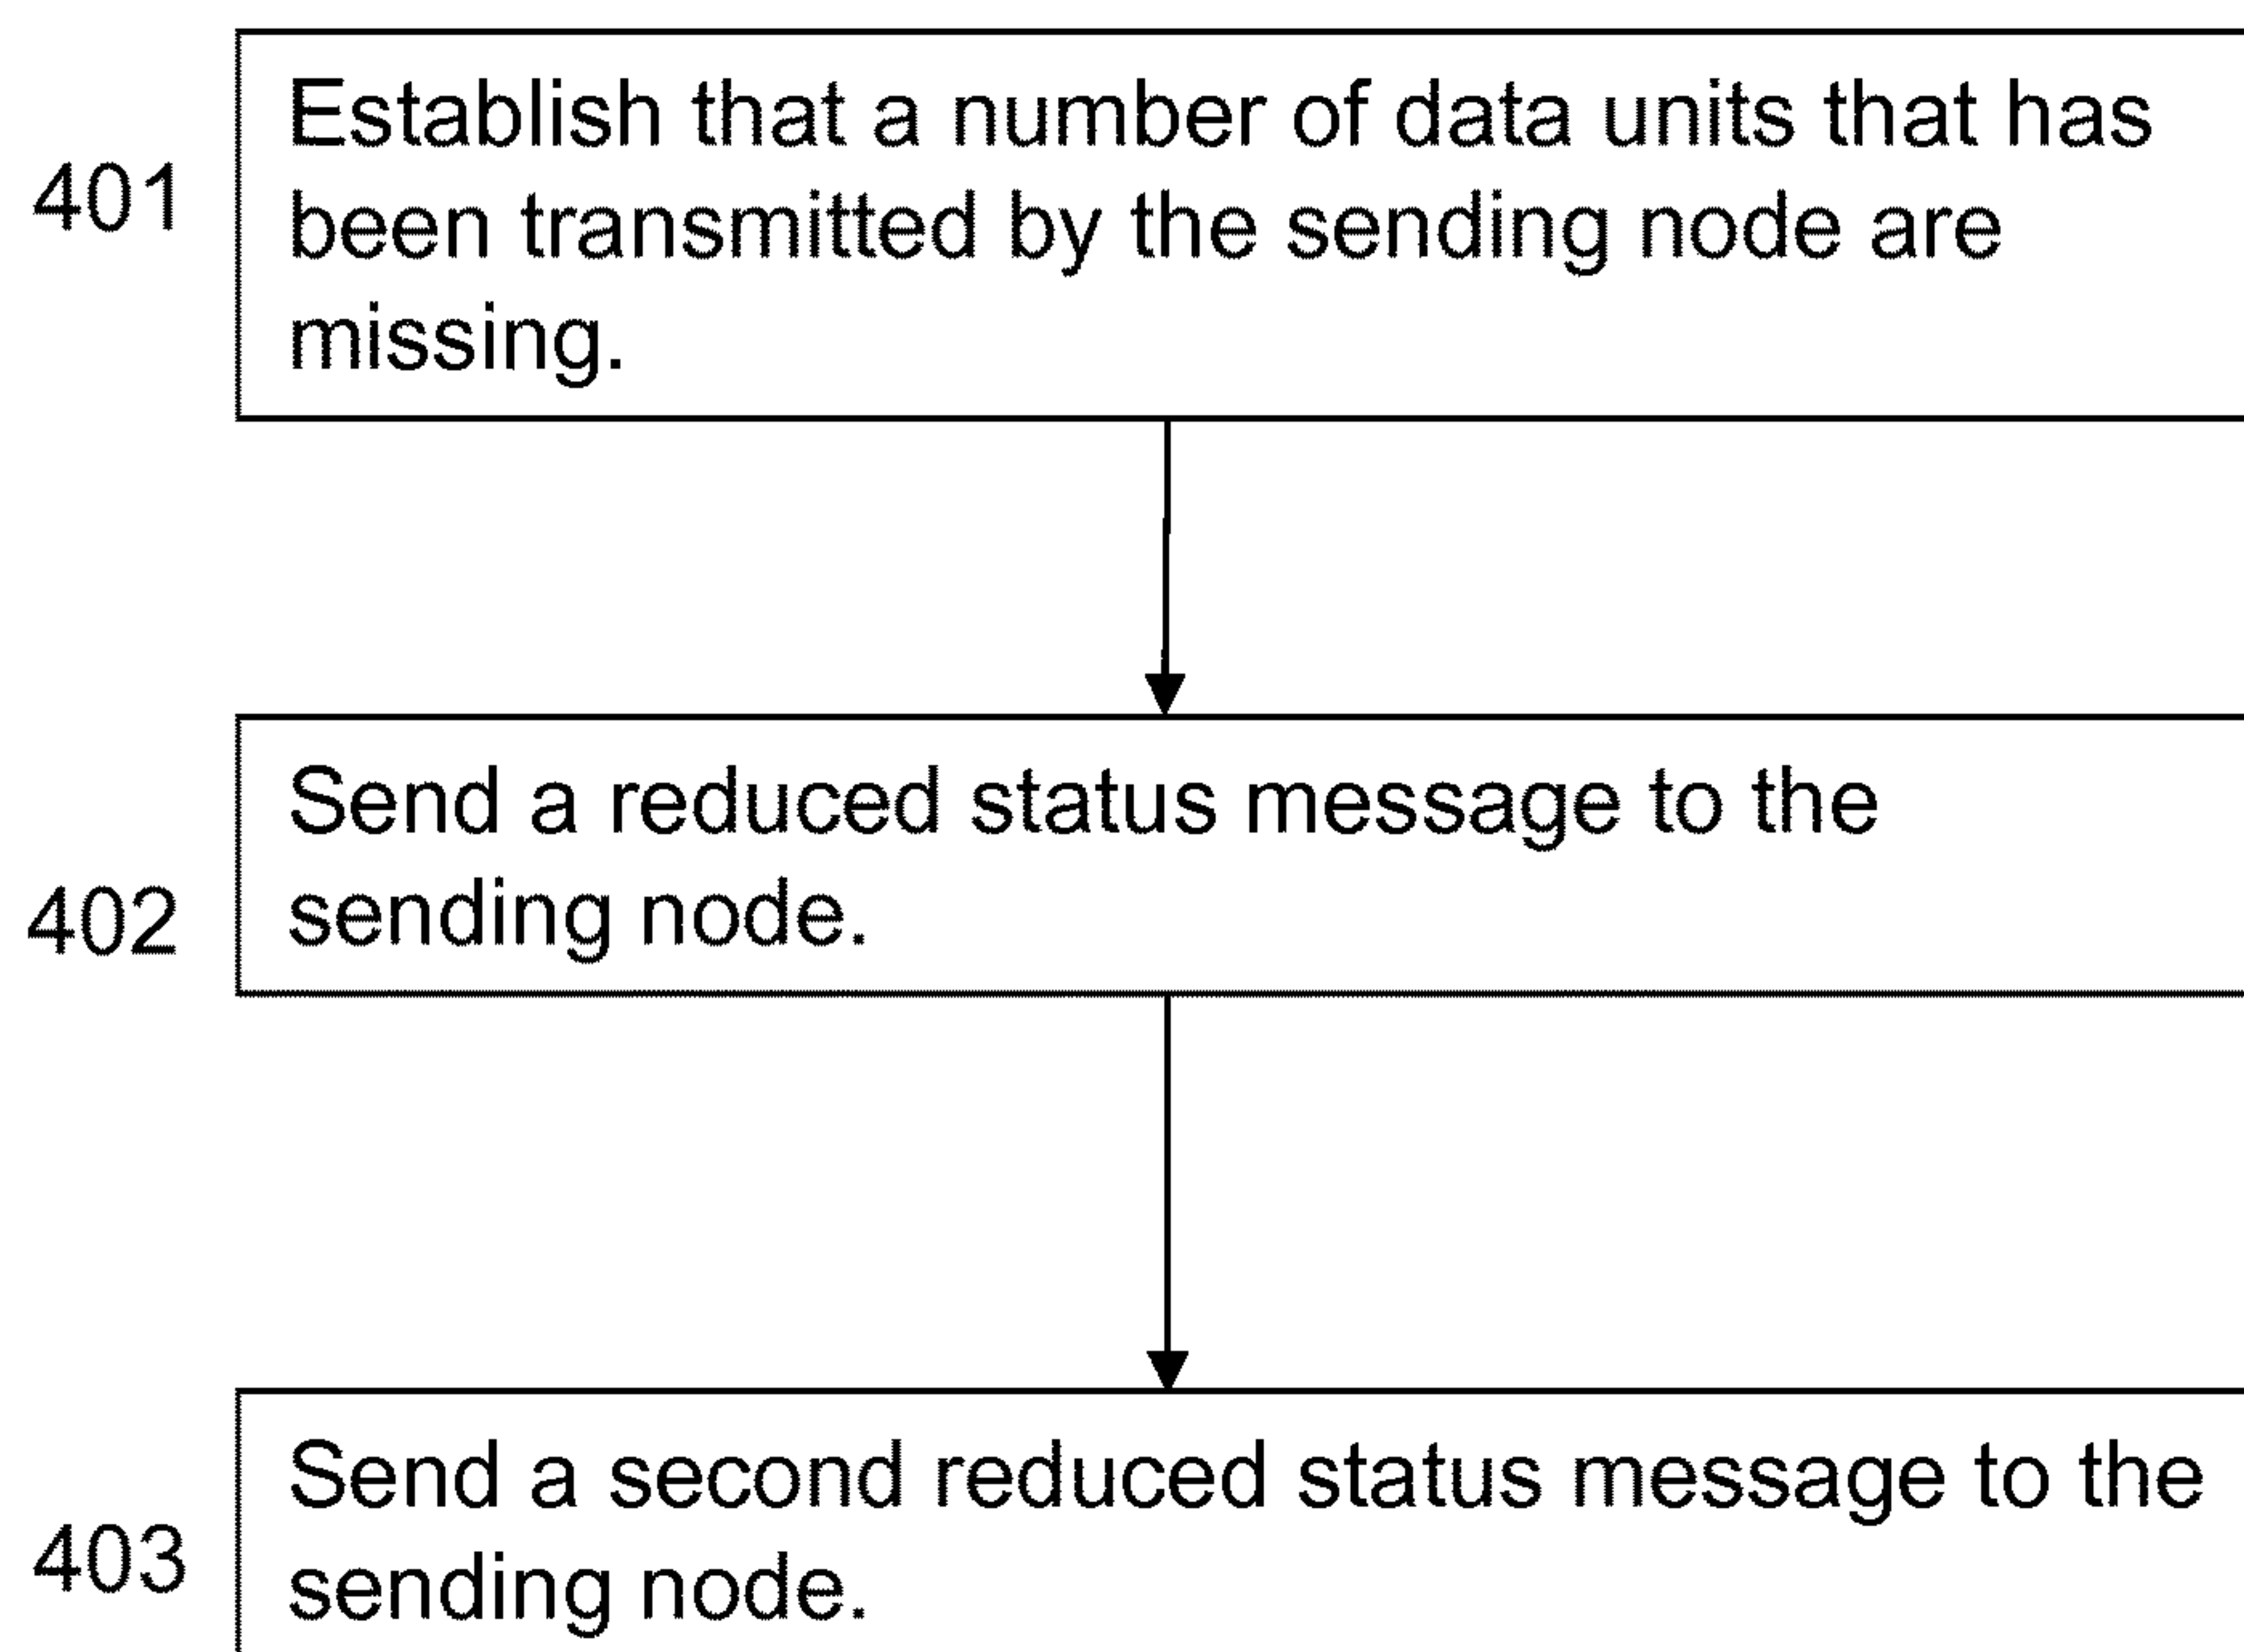 Establish that a number of data units that has
401
been transmitted by the sending node are
missing.
Send a reduced status message to the
402
sending node.
Send a second reduced status message to the
403
sending node.